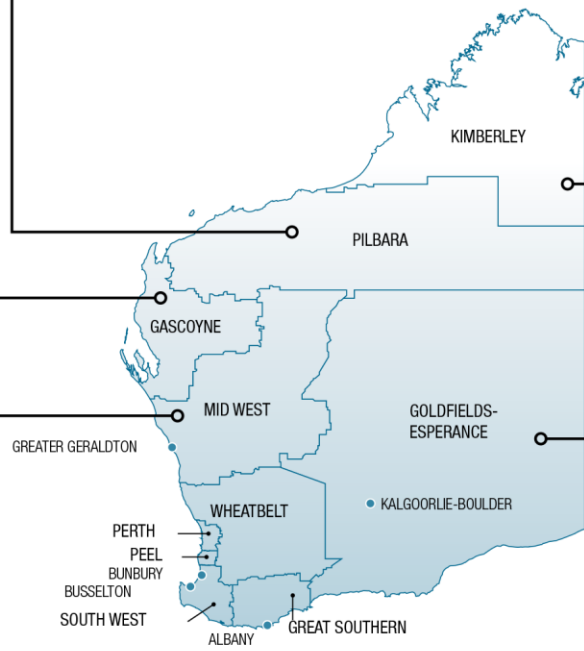 KIMBERLEY
PILBARA
GASCOYNE
MID WEST
GOLDFIELDS-
ESPERANCE
GREATER GERALDTON
KALGOORLIE-BOULDER
WHEATBELT
PERTH
PEEL
BUNBURY
BUSSELTON
SOUTH WEST
GREAT SOUTHERN
ALBANY